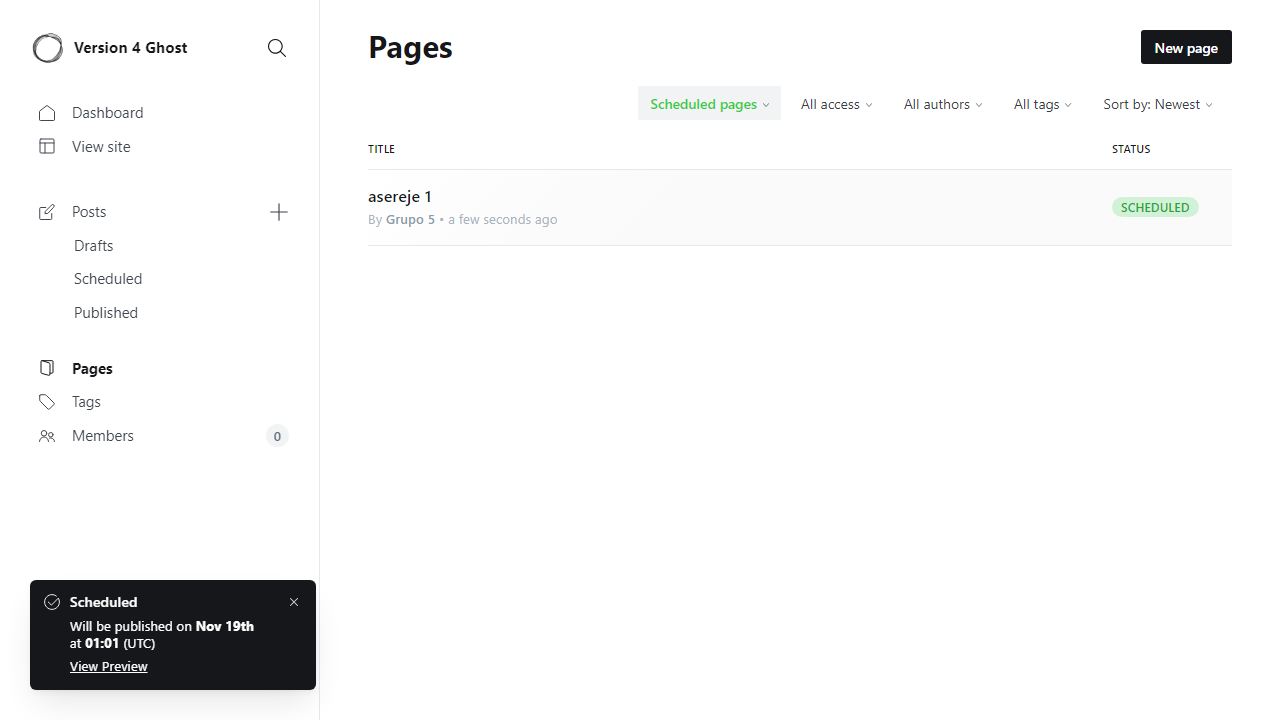 Version 4 Ghost
Dashboard
View site
Posts
Drafts
Scheduled
Published
Pages
Tags
Members 0
Scheduled
Will be published on Nov 19th
at 01:01 (UTC)
View Preview
Pages
New page
Scheduled pages All access All authors All tags Sort by: Newest
TITLE STATUS
asereje 1
By Grupo 5 • a few seconds ago
SCHEDULED